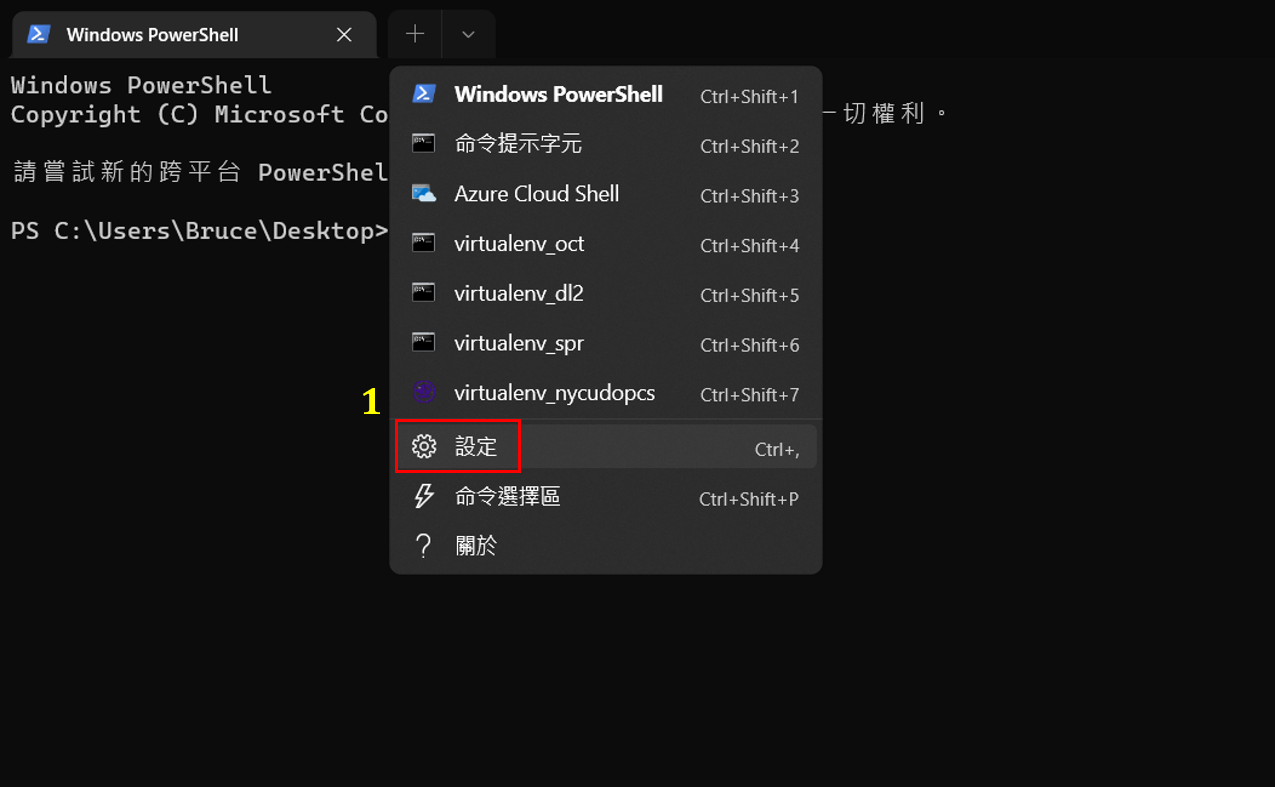 Windows PowerShell
Windows PowerShell
Copyright (C) Microsoft Co
一切權利。
請嘗試新的跨平台 PowerShel
PS C:\Users\Bruce\Desktop>
Windows PowerShell Ctrl+Shift+1
命令提示字元 Ctrl+Shift+2
Azure Cloud Shell Ctrl+Shift+3
virtualenv_oct Ctrl+Shift+4
virtualenv_dl2 Ctrl+Shift+5
virtualenv_spr Ctrl+Shift+6
virtualenv_nycudopcs Ctrl+Shift+7
1
設定 Ctrl+,
命令選擇區 Ctrl+Shift+P
關於